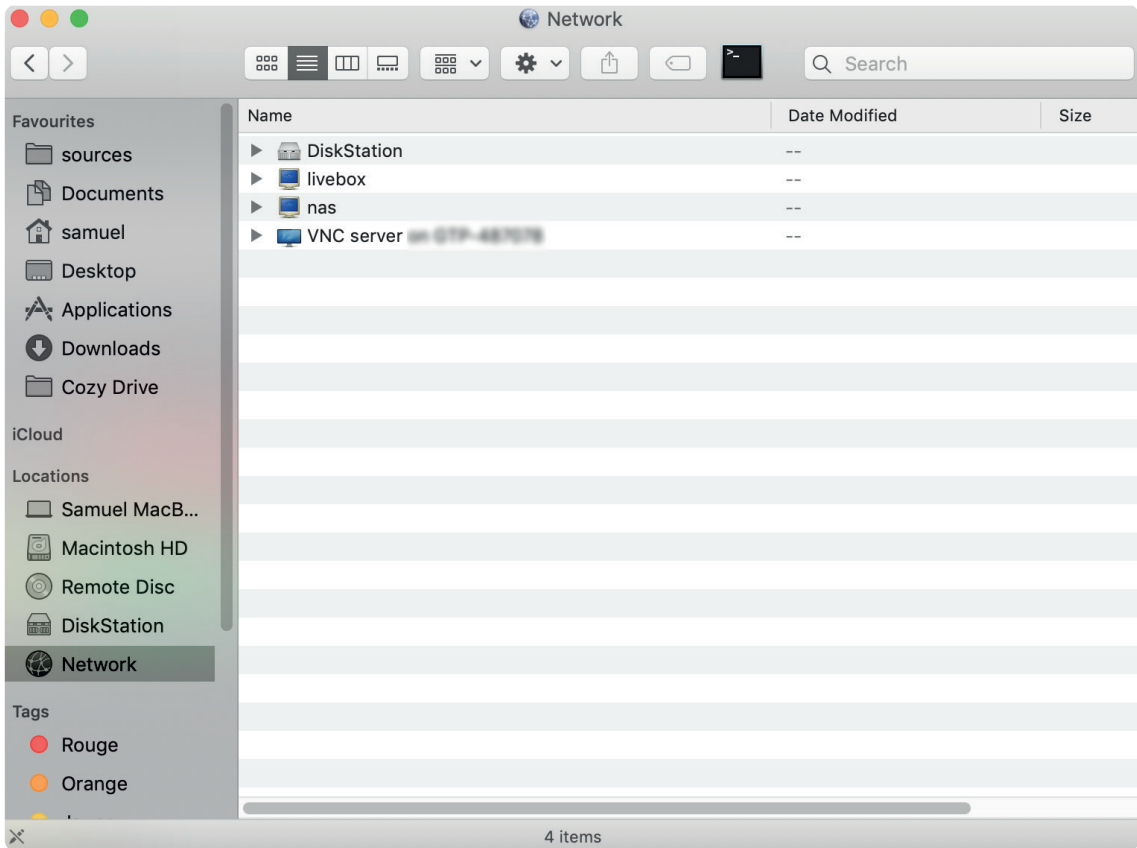 Network
>_
Search
Favourites
sources
Documents
samuel
Desktop
Applications
Downloads
Cozy Drive
iCloud
Locations
Samuel MacB...
Macintosh HD
Remote Disc
DiskStation
Network
Tags
Rouge
Orange
Name Date Modified Size
DiskStation --
livebox --
nas --
VNC server --
4 items